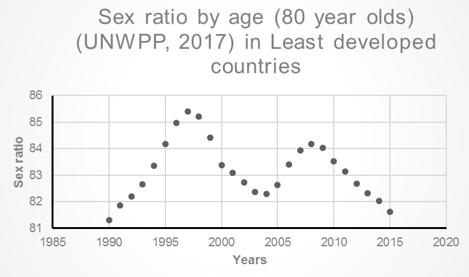 Sex ratio by age (80 year olds)
(UNWPP, 2017) in Least developed
countries
86
85
84
83
82
81
Sex ratio
1985 1990 1995 2000 2005 2010 2015 2020
Years